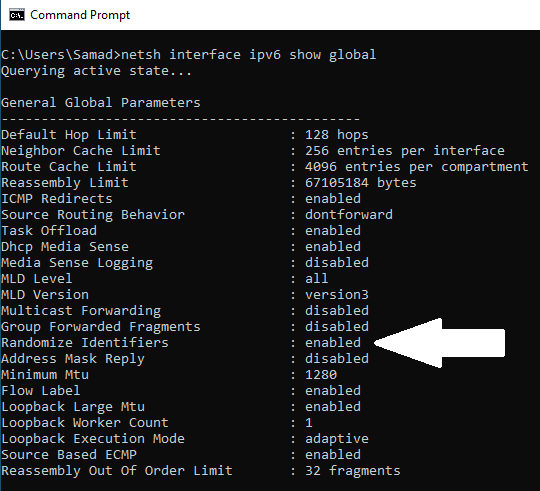 Command Prompt
C:\Users\Samad>netsh interface ipv6 show global
Querying active state...
General Global Parameters
---------------------------------------------
Default Hop Limit : 128 hops
Neighbor Cache Limit : 256 entries per interface
Route Cache Limit : 4096 entries per compartment
Reassembly Limit : 67105184 bytes
ICMP Redirects : enabled
Source Routing Behavior : dontforward
Task Offload : enabled
Dhcp Media Sense : enabled
Media Sense Logging : disabled
MLD Level : all
MLD Version : version3
Multicast Forwarding : disabled
Group Forwarded Fragments : disabled
Randomize Identifiers : enabled
Address Mask Reply : disabled
Minimum Mtu : 1280
Flow Label : enabled
Loopback Large Mtu : enabled
Loopback Worker Count : 1
Loopback Execution Mode : adaptive
Source Based ECMP : enabled
Reassembly Out Of Order Limit : 32 fragments